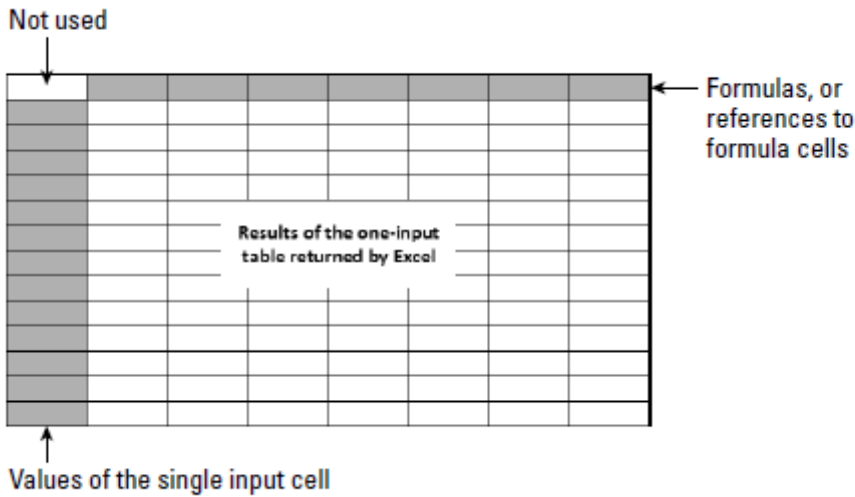 Not used
Formulas, or
references to
formula cells
Results of the one-input
table returned by Excel
Values of the single input cell